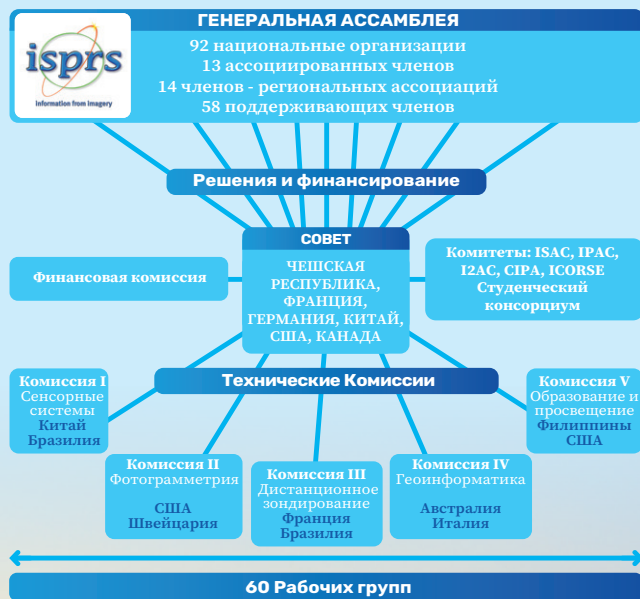 ГЕНЕРАЛЬНАЯ АССАМБЛЕЯ
isprs
Information from Imagery
92 национальные организации
13 ассоциированных членов
14 членов - региональных ассоциаций
58 поддерживающих членов
Решения и финансирование
СОВЕТ
ЧЕШСКАЯ
РЕСПУБЛИКА,
ФРАНЦИЯ,
ГЕРМАНИЯ, КИТАЙ,
США, КАНАДА
Финансовая комиссия
Комитеты: ISAC, IPAC,
I2AC, CIPA, ICORSE
Студенческий
консорциум
Технические Комиссии
Комиссия I
Сенсорные
системы
Китай
Бразилия
Комиссия II
Фотограмметрия
США
Швейцария
Комиссия III
Дистанционное
зондирование
Франция
Бразилия
Комиссия IV
Геоинформатика
Австралия
Италия
Комиссия V
Образование и
просвещение
Филиппины
США
60 Рабочих групп